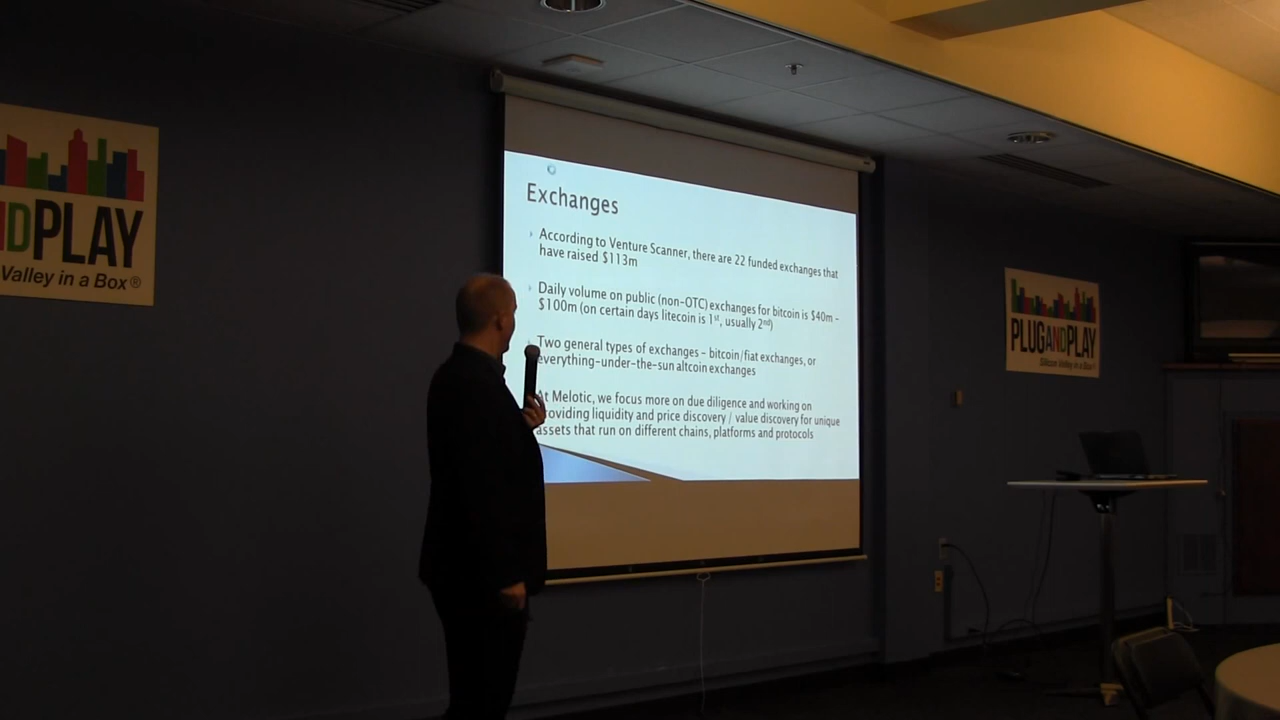 DPLAY
Valley in a Box®
Exchanges
According to Venture Scanner, there are 22 funded exchanges that
have raised $113m
Daily volume on public (non-OTC) exchanges for bitcoin is $40m -
$100m (on certain days litecoin is 1st, usually 2nd)
Two general types of exchanges - bitcoin/fiat exchanges, or
everything-under-the-sun altcoin exchanges
At Melotic, we focus more on due diligence and working on
providing liquidity and price discovery / value discovery for unique
assets that run on different chains, platforms and protocols
PLUGANDPLAY
Silicon Valley in a Box®